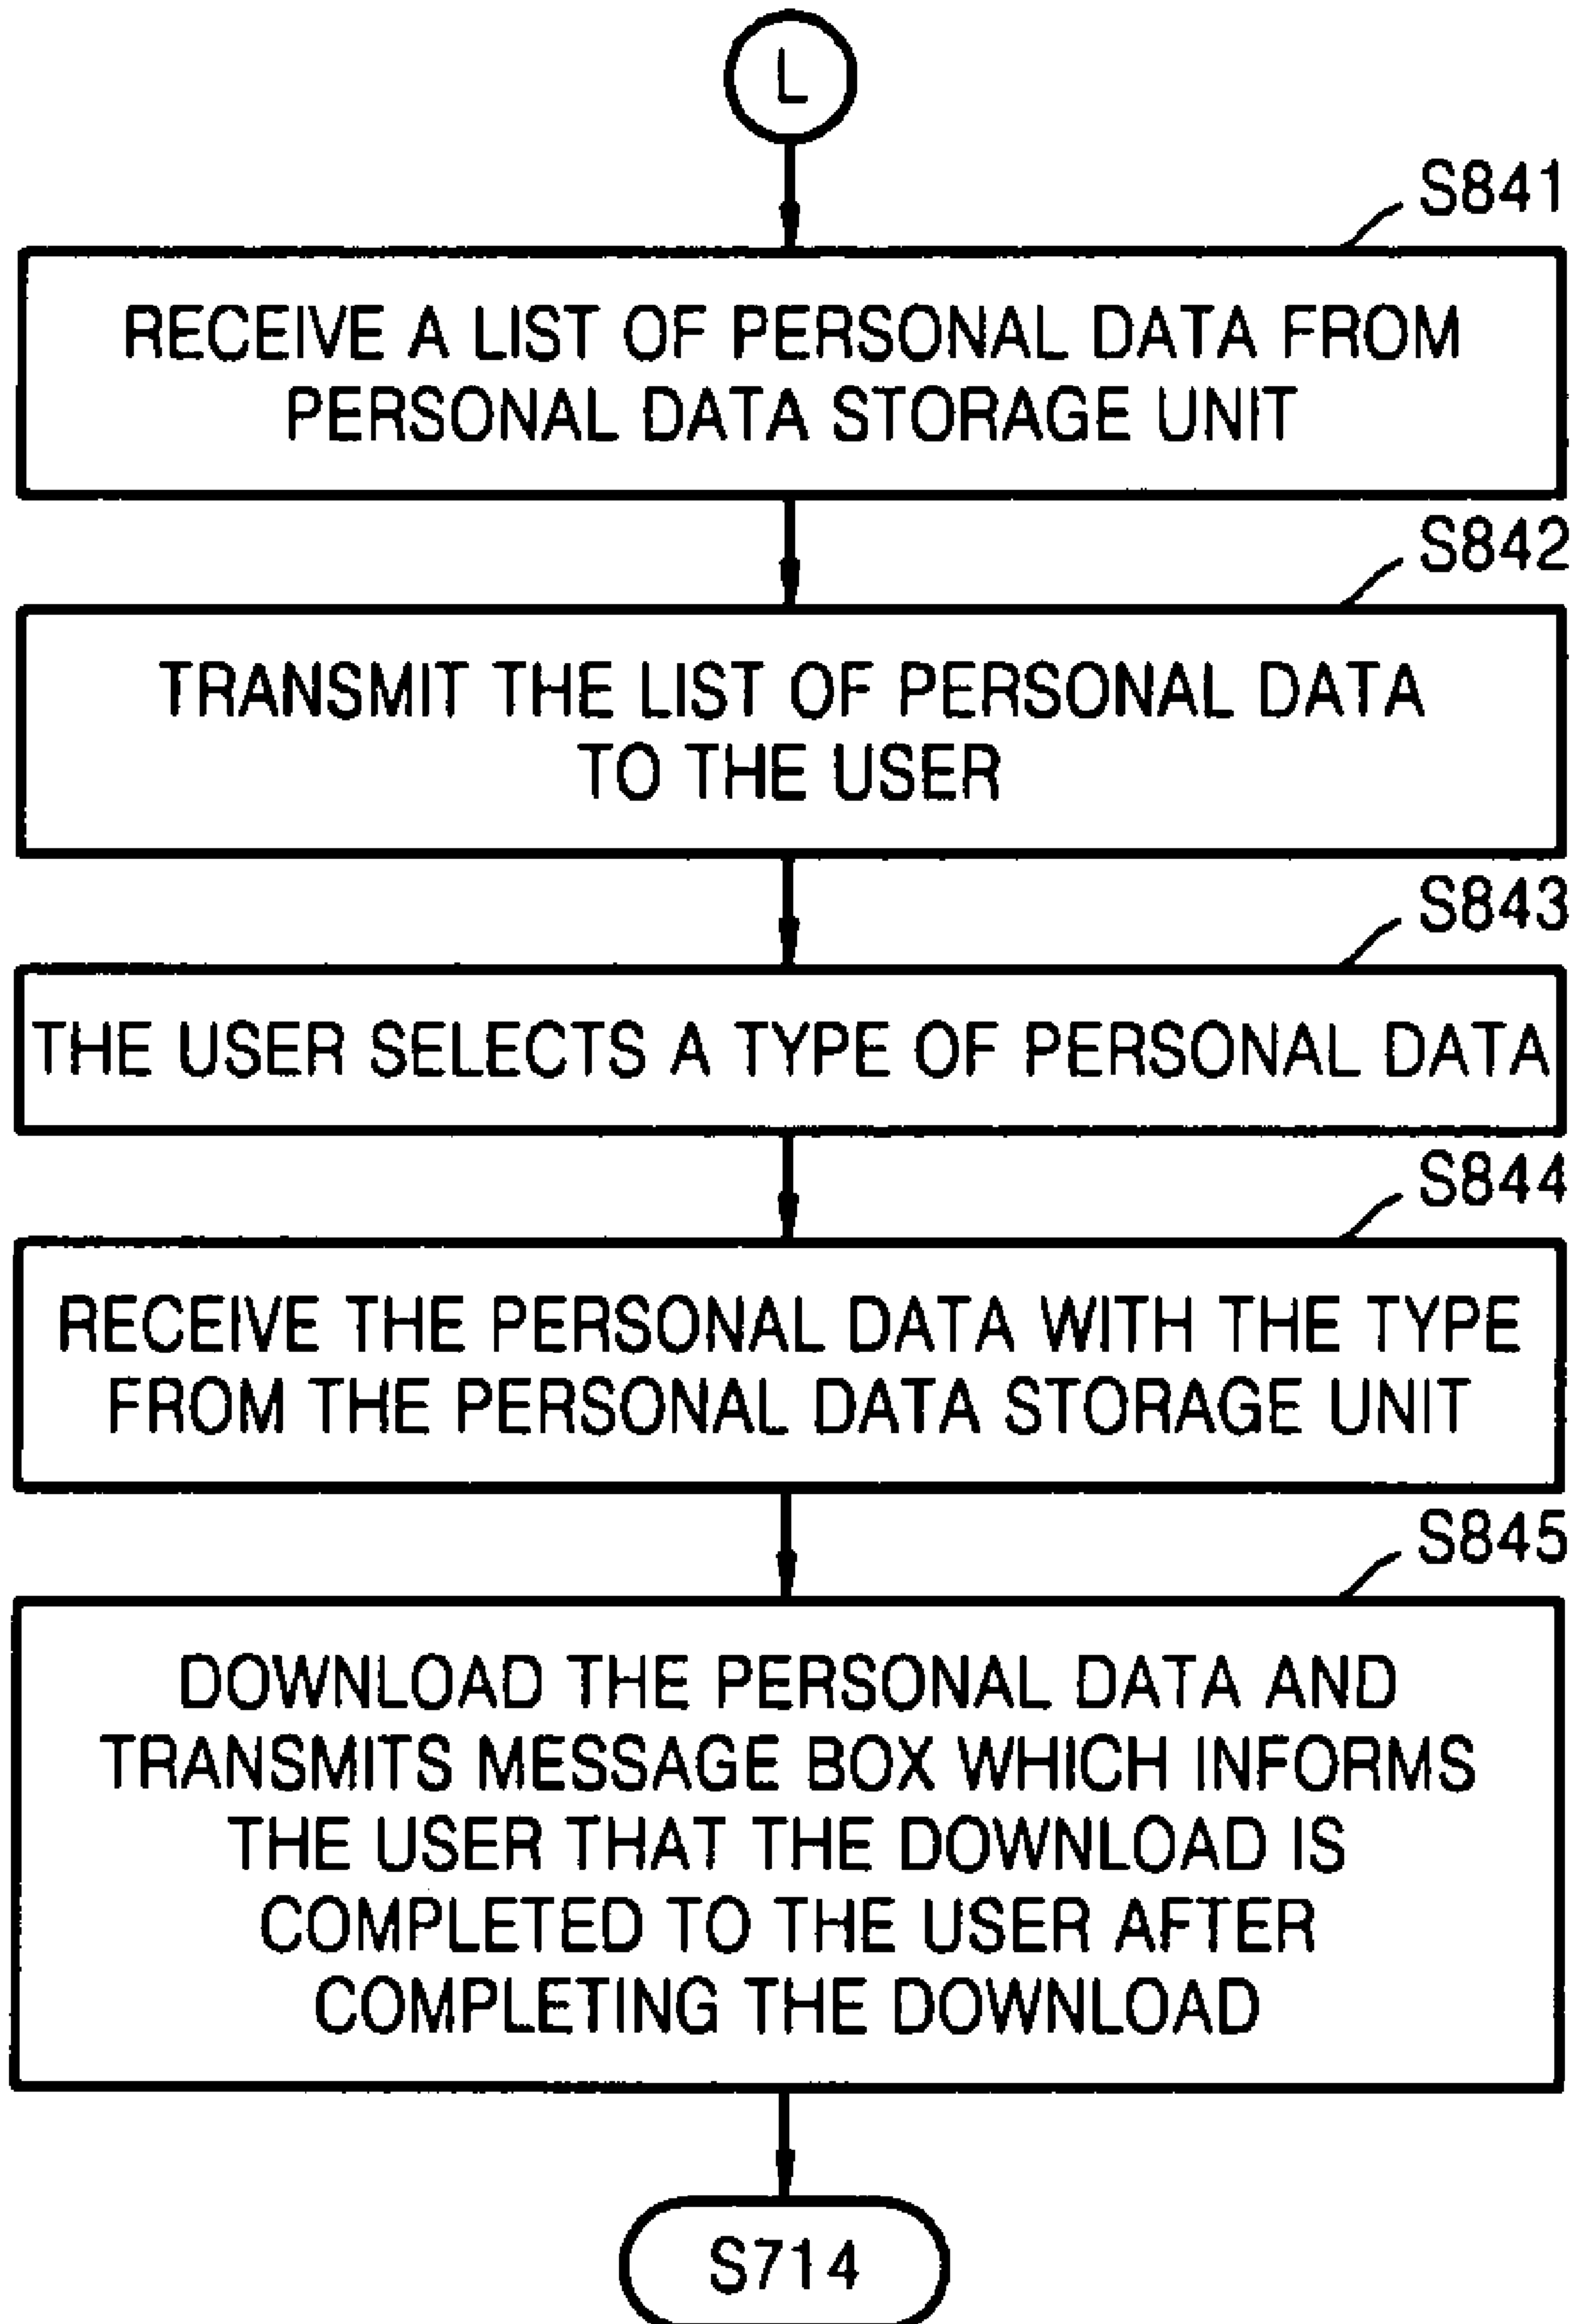 L
S841
RECEIVE A LIST OF PERSONAL DATA FROM
PERSONAL DATA STORAGE UNIT
S842
TRANSMIT THE LIST OF PERSONAL DATA
TO THE USER
S843
THE USER SELECTS A TYPE OF PERSONAL DATA
S844
RECEIVE THE PERSONAL DATA WITH THE TYPE
FROM THE PERSONAL DATA STORAGE UNIT
S845
DOWNLOAD THE PERSONAL DATA AND
TRANSMITS MESSAGE BOX WHICH INFORMS
THE USER THAT THE DOWNLOAD IS
COMPLETED TO THE USER AFTER
COMPLETING THE DOWNLOAD
S714